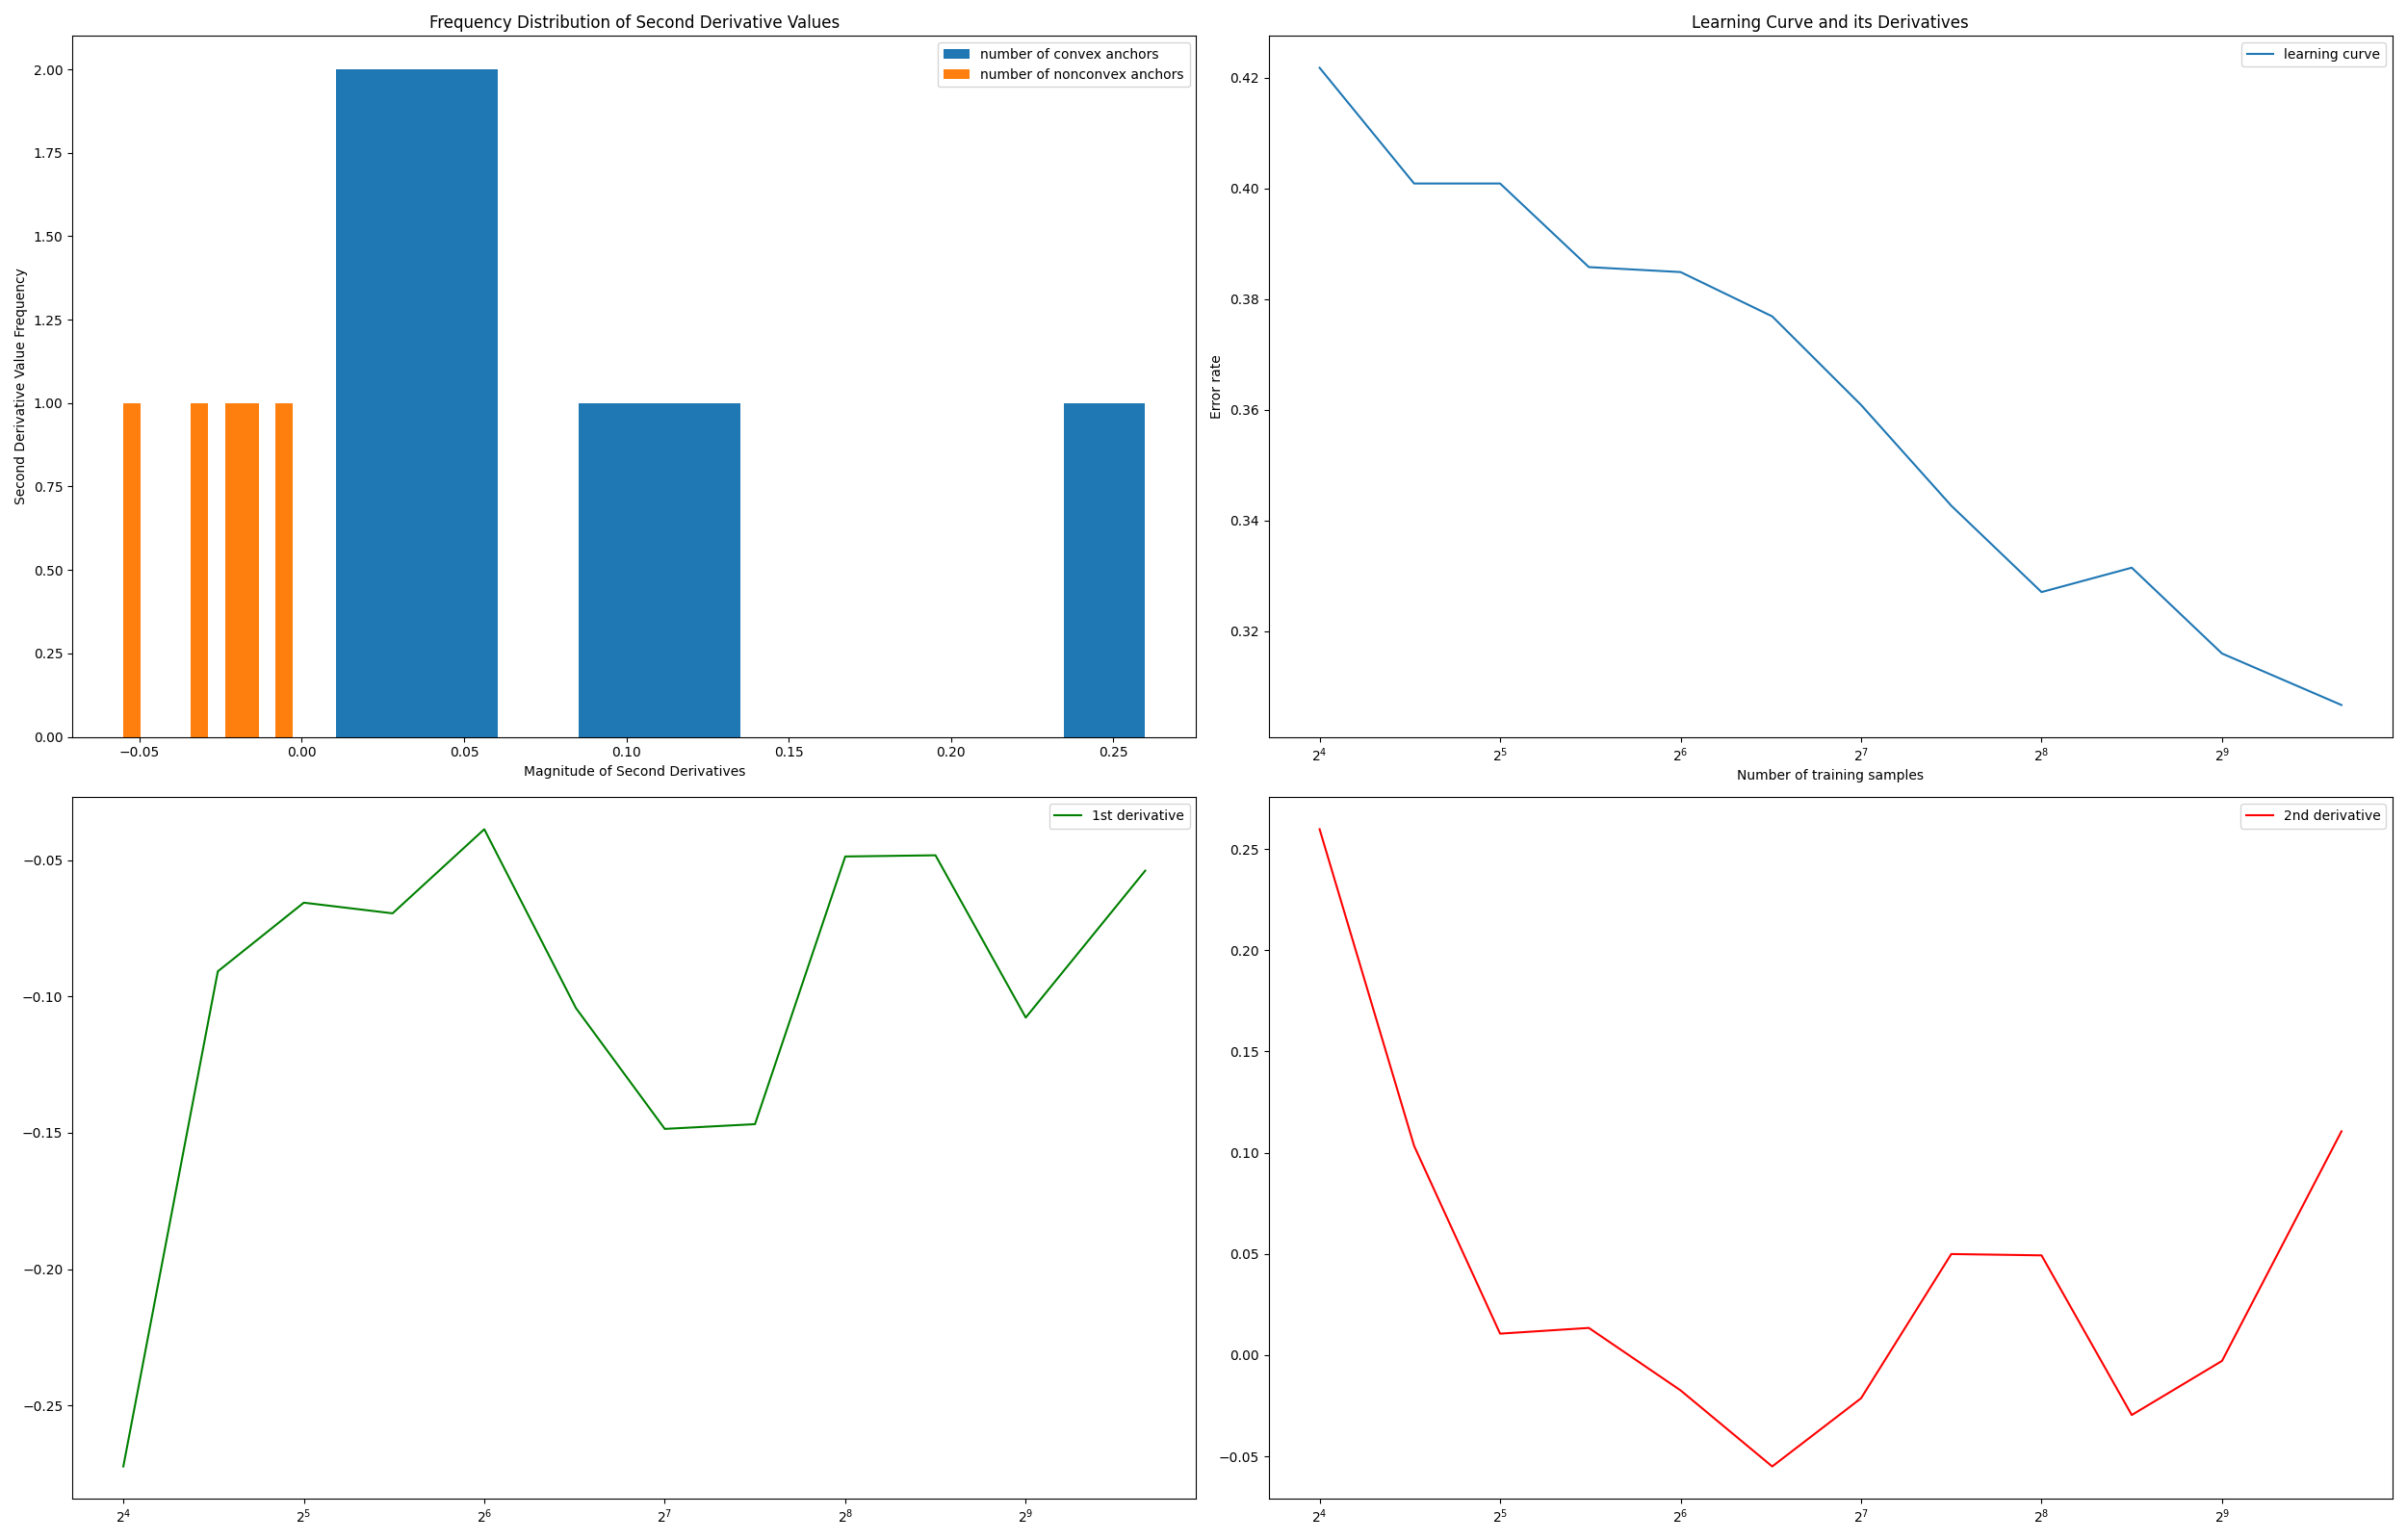 Frequency Distribution of Second Derivative Values
number of convex anchors
number of nonconvex anchors
Second Derivative Value Frequency
2.00
1.75
1.50
1.25
1.00
0.75
0.50
0.25
0.00
−0.05 0.00 0.05 0.10 0.15 0.20 0.25
Magnitude of Second Derivatives
Learning Curve and its Derivatives
learning curve
Error rate
0.42
0.40
0.38
0.36
0.34
0.32
2⁴ 2⁵ 2⁶ 2⁷ 2⁸ 2⁹
Number of training samples
1st derivative
−0.05
−0.10
−0.15
−0.20
−0.25
2⁴ 2⁵ 2⁶ 2⁷ 2⁸ 2⁹
2nd derivative
0.25
0.20
0.15
0.10
0.05
0.00
−0.05
2⁴ 2⁵ 2⁶ 2⁷ 2⁸ 2⁹